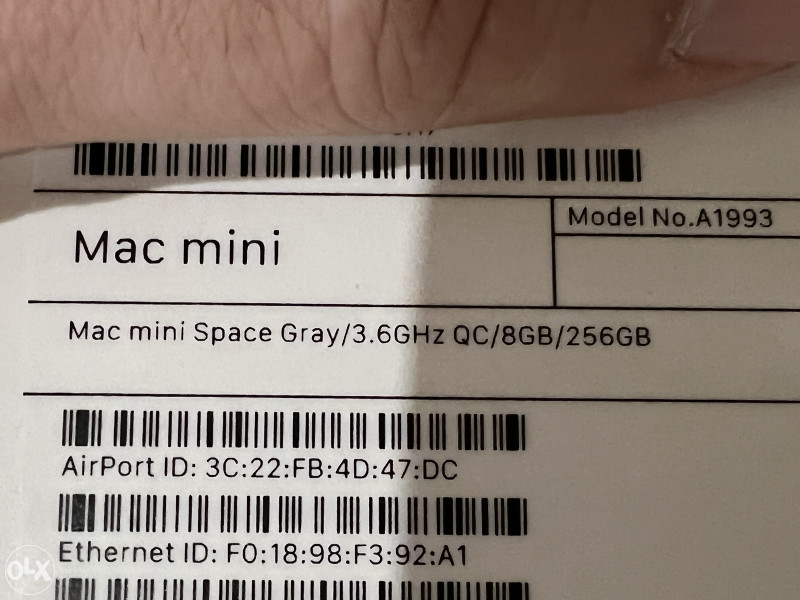 Model No.A1993
Mac mini
Mac mini Space Gray/3.6GHz QC/8GB/256GB
AirPort ID: 3C:22:FB:4D:47:DC
Ethernet ID: F0:18:98:F3:92:A1
OLX